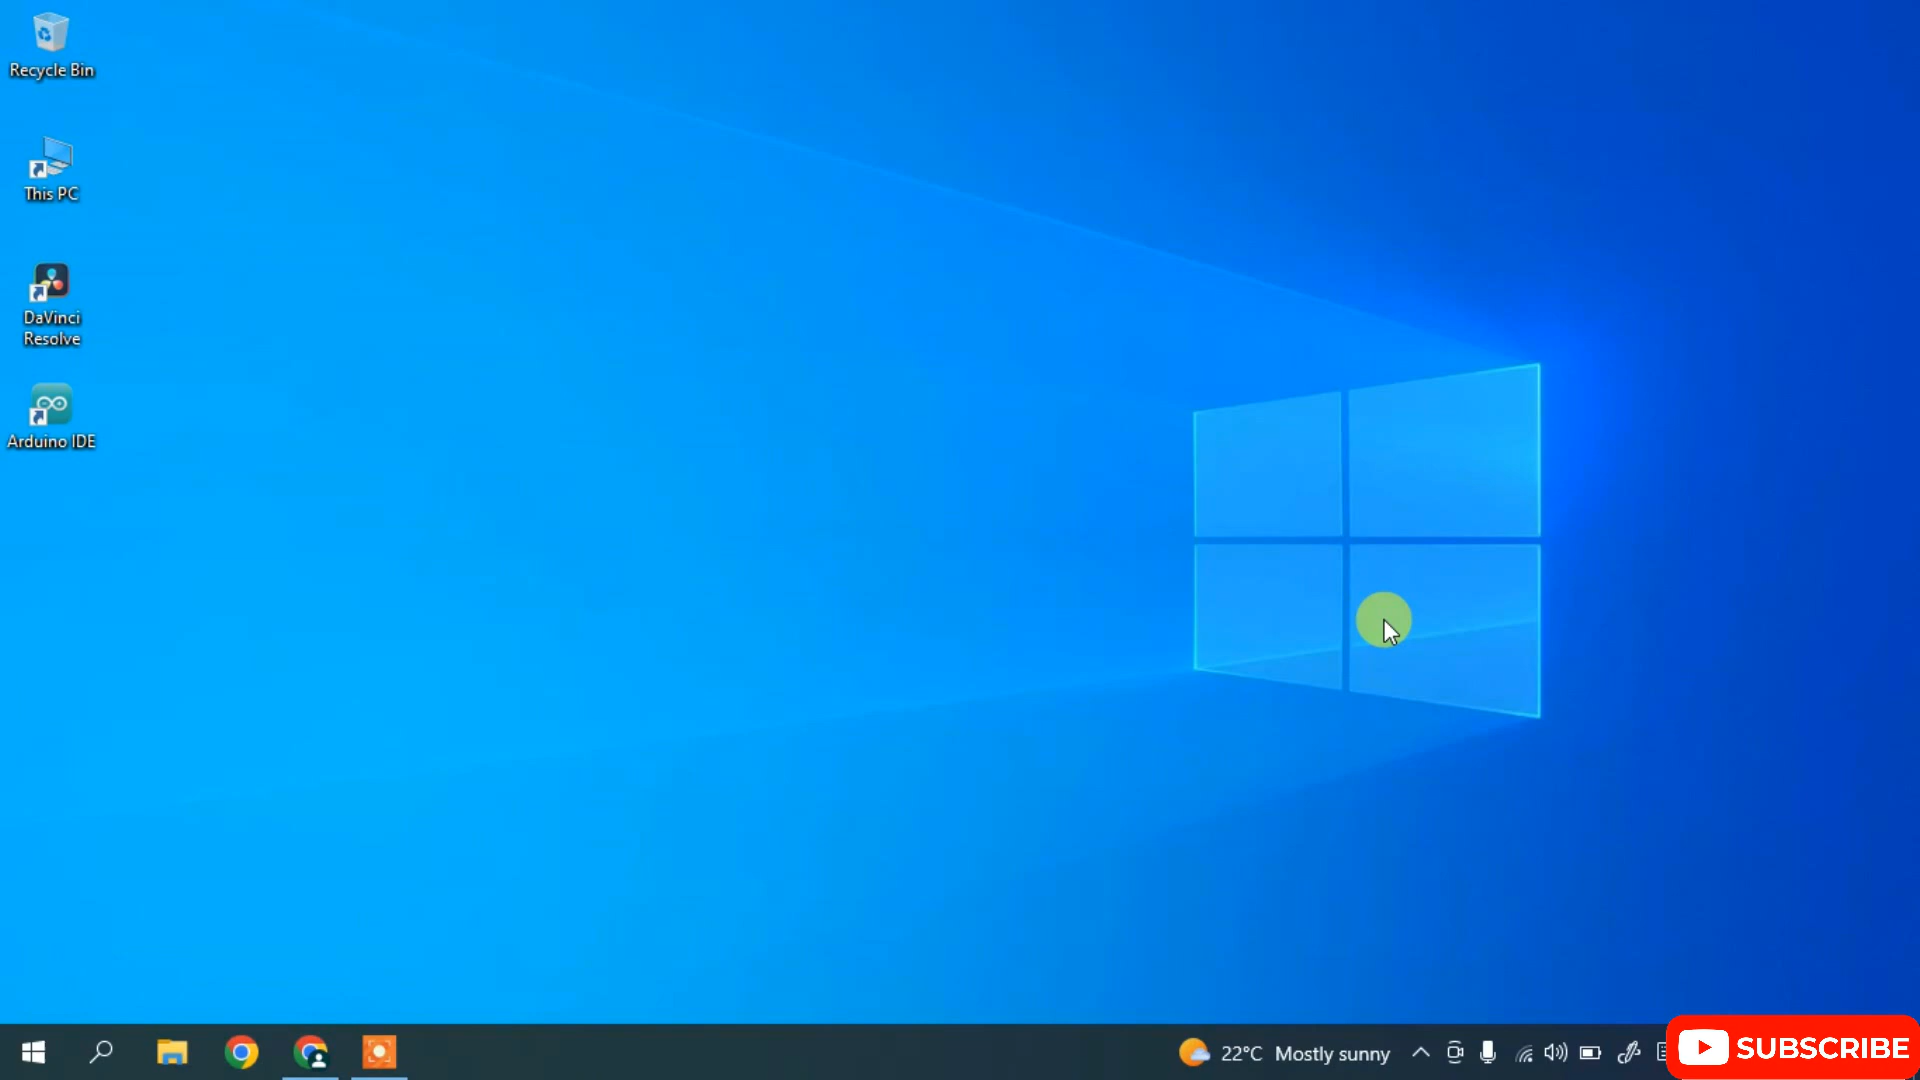 Recycle Bin
This PC
DaVinci
Resolve
Arduino IDE
22°C Mostly sunny
SUBSCRIBE